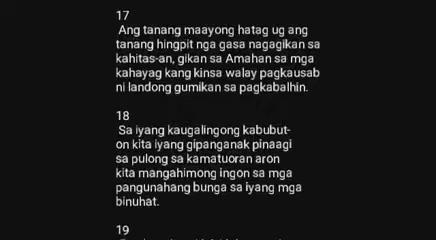 17
Ang tanang maayong hatag ug ang
tanang hingpit nga gasa nagagikan sa
kahitas-an, gikan sa Amahan sa mga
kahayag kang kinsa walay pagkausab
ni landong gumikan sa pagkabalhin.
18
Sa iyang kaugalingong kabubut-
on kita iyang gipanganak pinaagi
sa pulong sa kamatuoran aron
kita mangahimong ingon sa mga
pangunahang bunga sa iyang mga
binuhat.
19